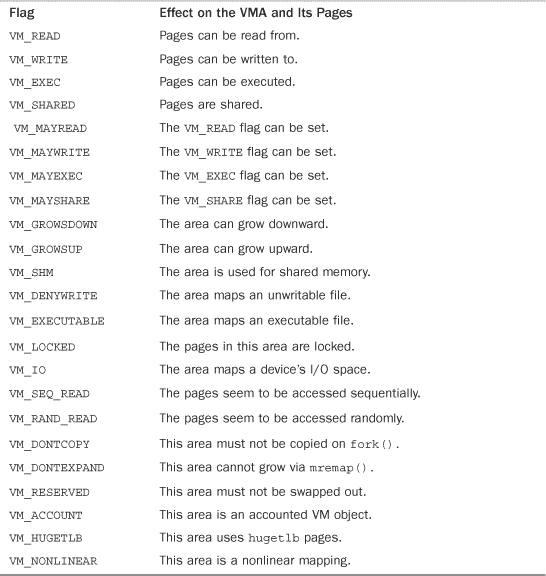 Flag Effect on the VMA and Its Pages
VM_READ Pages can be read from.
VM_WRITE Pages can be written to.
VM_EXEC Pages can be executed.
VM_SHARED Pages are shared.
VM_MAYREAD The VM_READ flag can be set.
VM_MAYWRITE The VM_WRITE flag can be set.
VM_MAYEXEC The VM_EXEC flag can be set.
VM_MAYSHARE The VM_SHARE flag can be set.
VM_GROWSDOWN The area can grow downward.
VM_GROWSUP The area can grow upward.
VM_SHM The area is used for shared memory.
VM_DENYWRITE The area maps an unwritable file.
VM_EXECUTABLE The area maps an executable file.
VM_LOCKED The pages in this area are locked.
VM_IO The area maps a device's I/O space.
VM_SEQ_READ The pages seem to be accessed sequentially.
VM_RAND_READ The pages seem to be accessed randomly.
VM_DONTCOPY This area must not be copied on fork().
VM_DONTEXPAND This area cannot grow via mremap().
VM_RESERVED This area must not be swapped out.
VM_ACCOUNT This area is an accounted VM object.
VM_HUGETLB This area uses hugetlb pages.
VM_NONLINEAR This area is a nonlinear mapping.